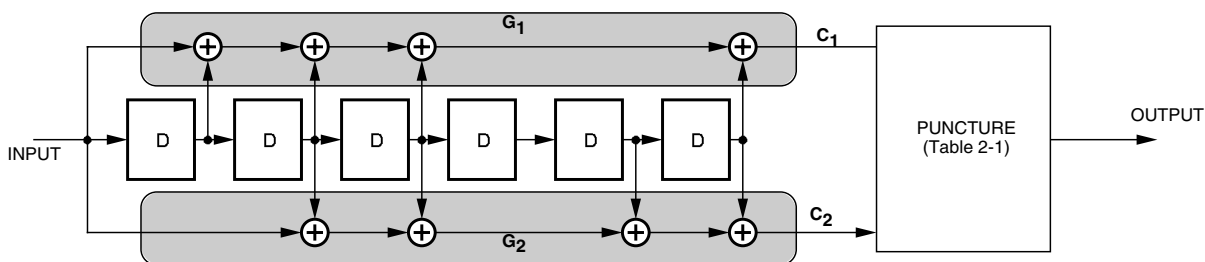 G1
C1
D D D D D D
INPUT
PUNCTURE
(Table 2-1)
OUTPUT
G2
C2